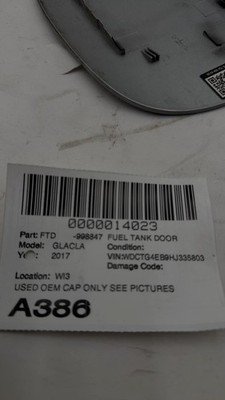 0000014023
Part: FTD -998847 FUEL TANK DOOR
Model: GLACLA Condition:
Year: 2017 VIN:WDCTG4EB9HJ335803
Damage Code:
Location: WI3
USED OEM CAP ONLY SEE PICTURES
A386